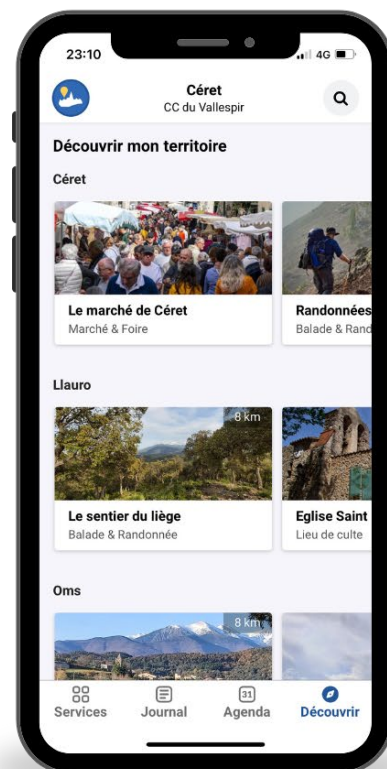 23:10
4G
Céret
CC du Vallespir
Découvrir mon territoire
Céret
Le marché de Céret
Marché & Foire
Randonnées
Balade & Rand
Llauro
8 km
Le sentier du liège
Balade & Randonnée
Eglise Saint
Lieu de culte
Oms
8 km
31
Services
Journal
Agenda
Découvrir